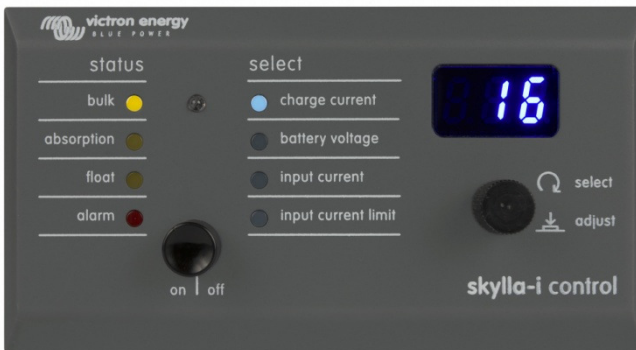 victron energy
BLUE POWER
status
select
bulk
charge current
16
absorption
battery voltage
float
input current
select
alarm
input current limit
adjust
on off
skylla-i control